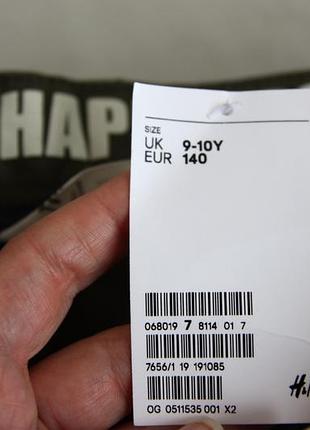 HAP
SIZE
UK 9-10Y
EUR 140
068019 7 8114 01 7
7656/1 19 191085
H&M
OG 0511535 001 X2